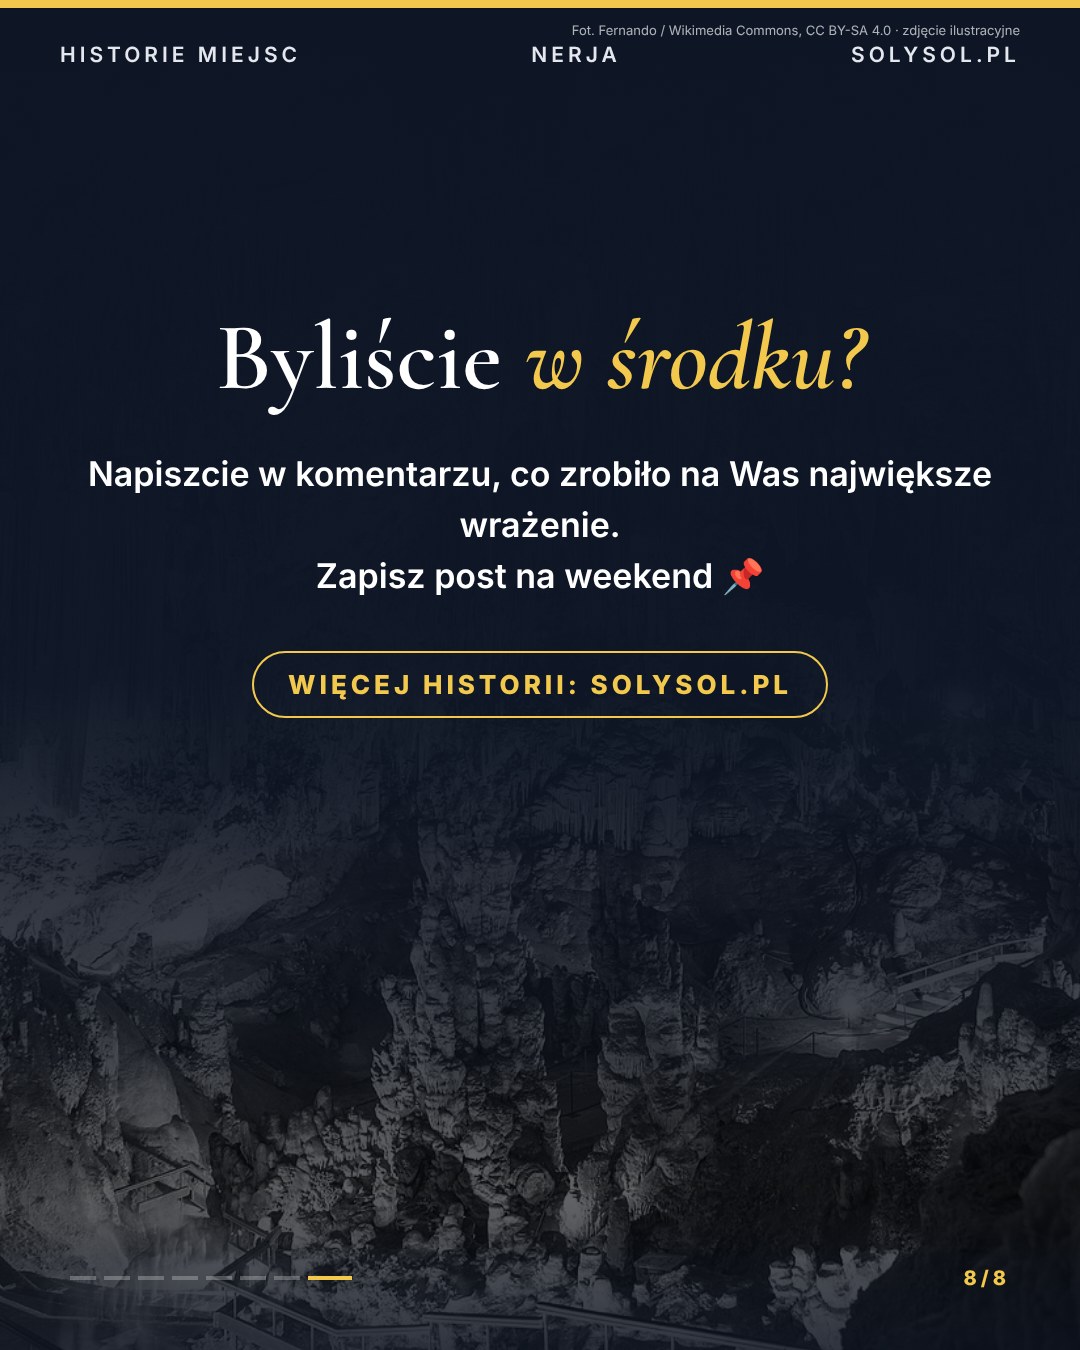 Fot. Fernando / Wikimedia Commons, CC BY-SA 4.0 · zdjęcie ilustracyjne
HISTORIE MIEJSC NERJA SOLYSOL.PL
Byliście w środku?
Napiszcie w komentarzu, co zrobiło na Was największe
wrażenie.
Zapisz post na weekend 📌
WIĘCEJ HISTORII: SOLYSOL.PL
8/8